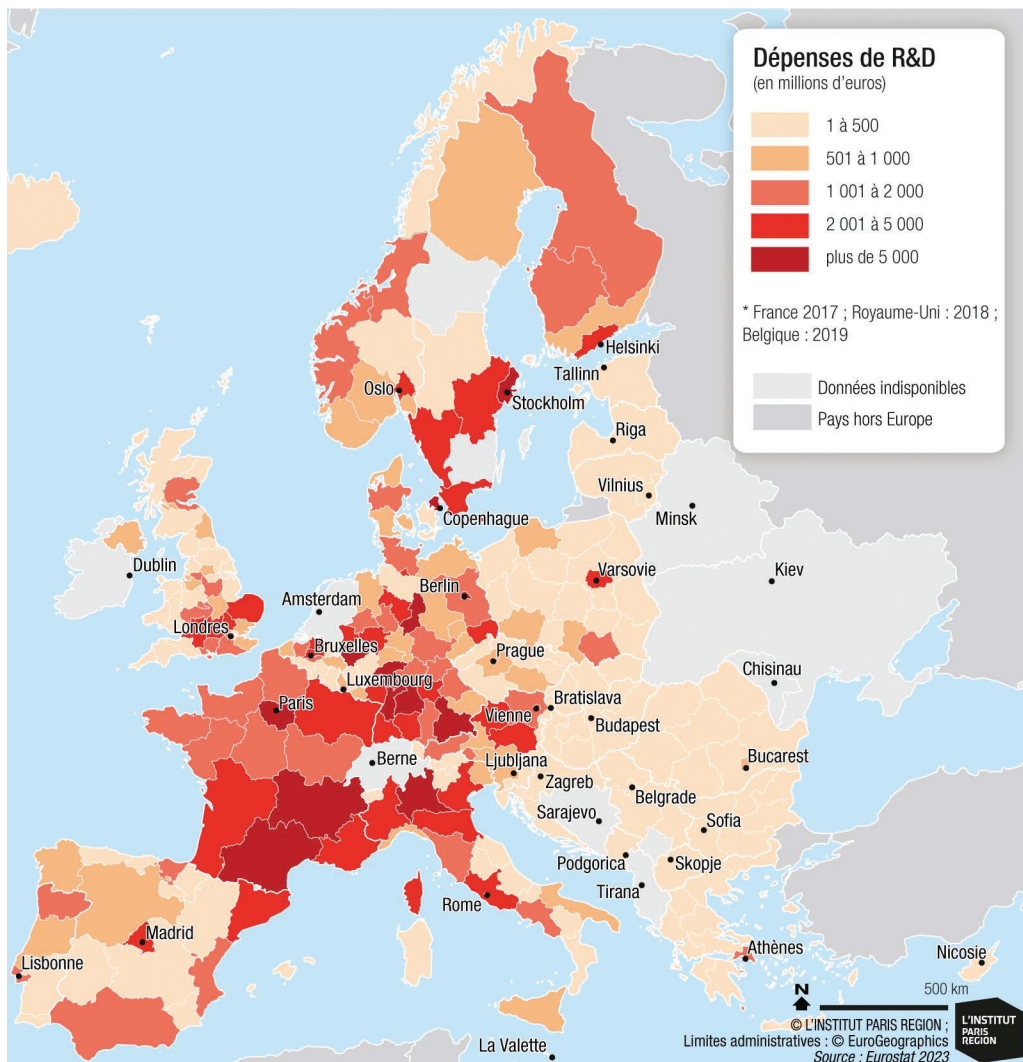 Dépenses de R&D
(en millions d'euros)
1 à 500
501 à 1 000
1 001 à 2 000
2 001 à 5 000
plus de 5 000
* France 2017 ; Royaume-Uni : 2018 ;
Belgique : 2019
Données indisponibles
Pays hors Europe
Helsinki
Tallinn
Oslo
Stockholm
Riga
Vilnius
Minsk
Copenhague
Dublin
Varsovie
Kiev
Amsterdam
Berlin
Londres
Bruxelles
Prague
Luxembourg
Chisinau
Paris
Vienne
Bratislava
Budapest
Berne
Ljubljana
Bucarest
Zagreb
Belgrade
Sarajevo
Sofia
Podgorica
Skopje
Tirana
Rome
Madrid
Lisbonne
Athènes
Nicosie
La Valette
N
500 km
© L'INSTITUT PARIS REGION ;
Limites administratives : © EuroGeographics
Source : Eurostat 2023
L'INSTITUT
PARIS
REGION